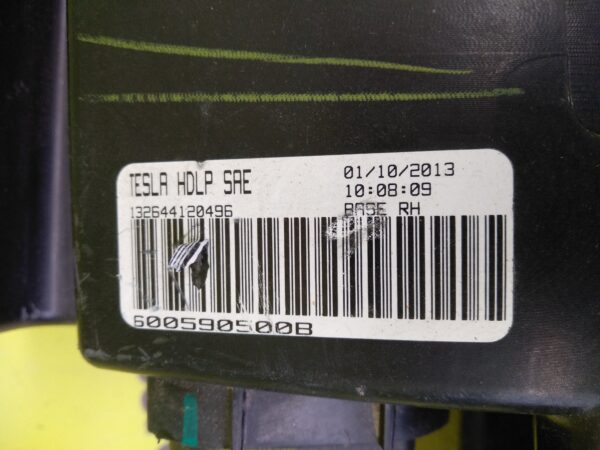 TESLA HDLP SAE
01/10/2013
10:08:09
132644120496
BASE RH
600590500B